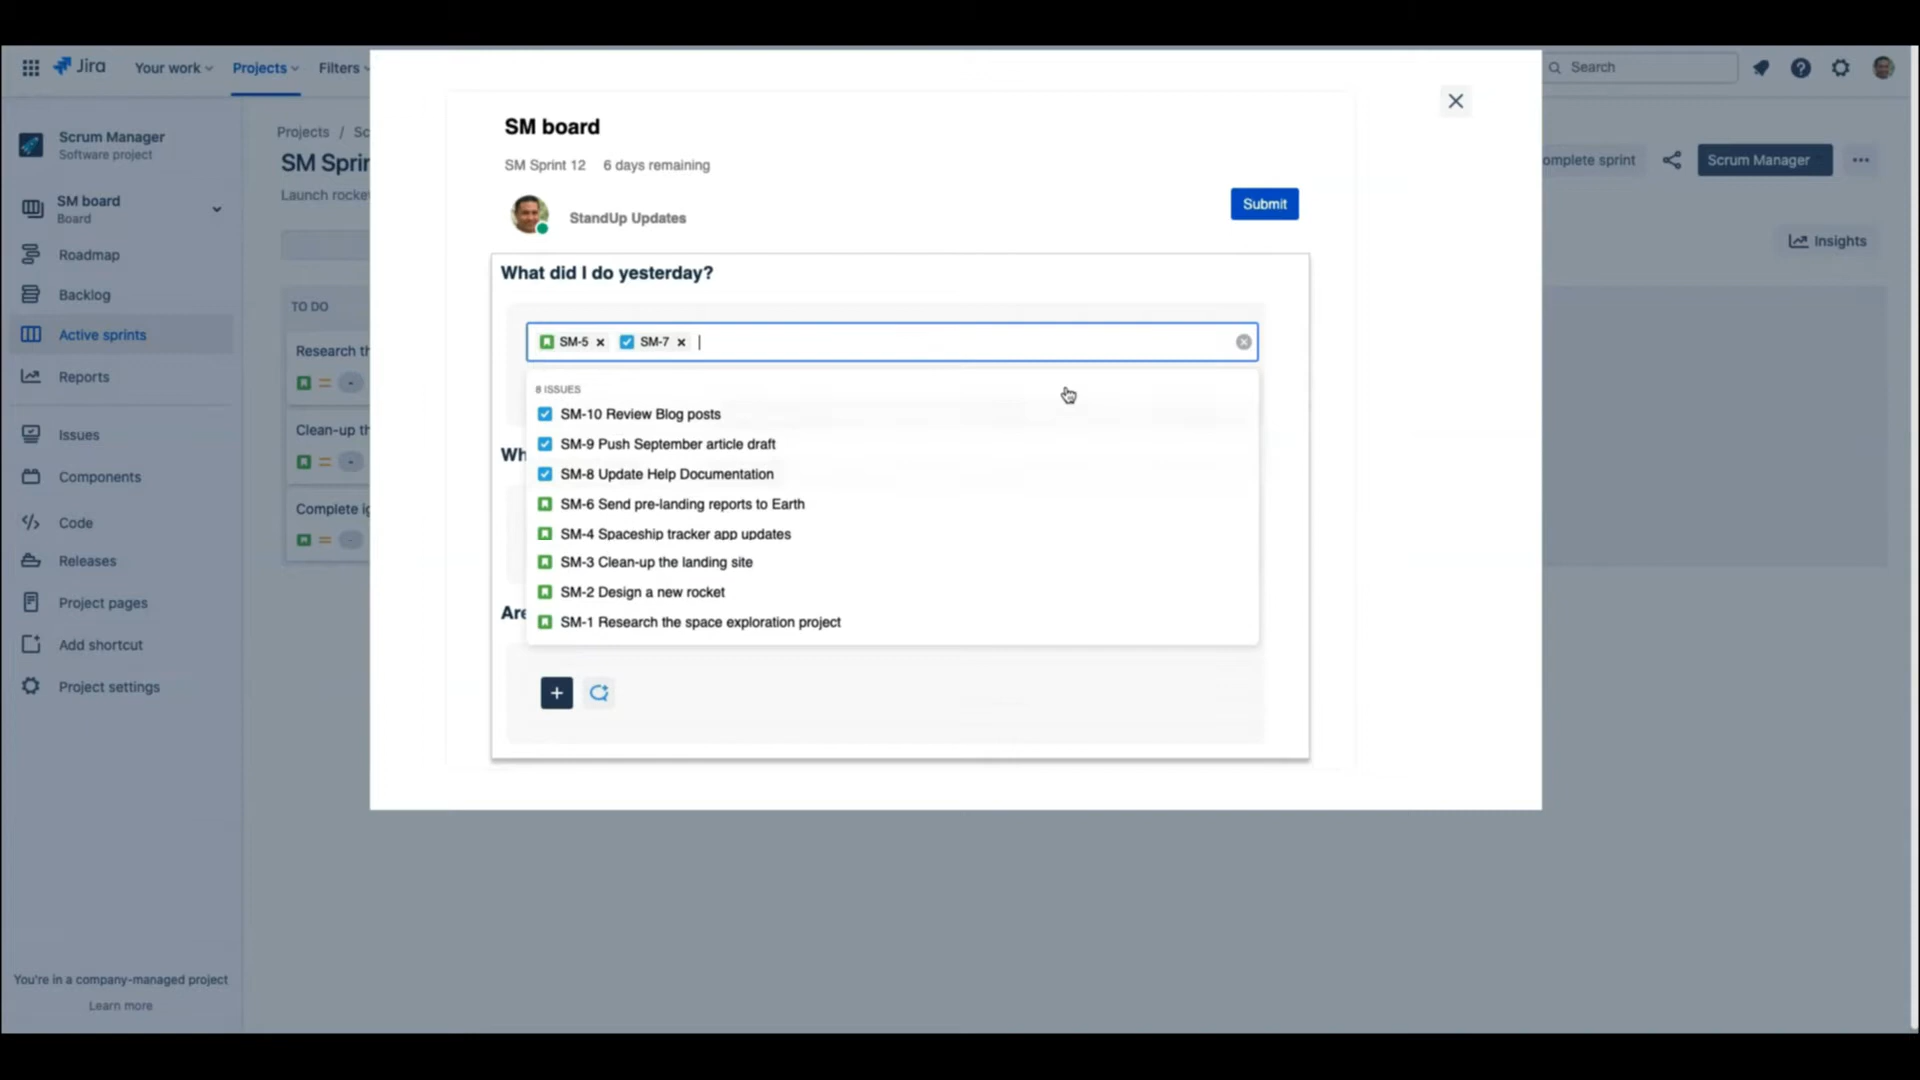 Jira
Your work
Projects
Filters
Search
Scrum Manager
Software project
SM board
Board
Roadmap
Backlog
Active sprints
Reports
Issues
Components
Code
Releases
Project pages
Add shortcut
Project settings
You're in a company-managed project
Learn more
Projects / Sc
SM Sprin
Launch rocke
TO DO
Research th
-
Clean-up th
-
Complete ig
-
omplete sprint
Scrum Manager
Insights
SM board
SM Sprint 12 6 days remaining
StandUp Updates
Submit
What did I do yesterday?
SM-5 SM-7
8 ISSUES
SM-10 Review Blog posts
SM-9 Push September article draft
Wh
SM-8 Update Help Documentation
SM-6 Send pre-landing reports to Earth
SM-4 Spaceship tracker app updates
SM-3 Clean-up the landing site
SM-2 Design a new rocket
Are
SM-1 Research the space exploration project